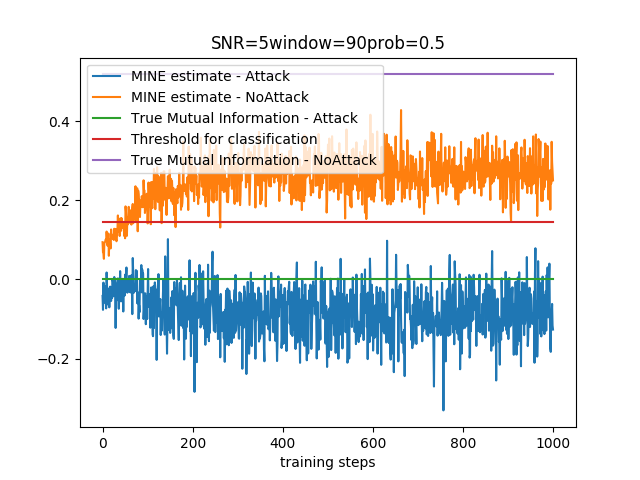 SNR=5window=90prob=0.5
MINE estimate - Attack
MINE estimate - NoAttack
True Mutual Information - Attack
Threshold for classification
True Mutual Information - NoAttack
0.4
0.2
0.0
−0.2
0 200 400 600 800 1000
training steps